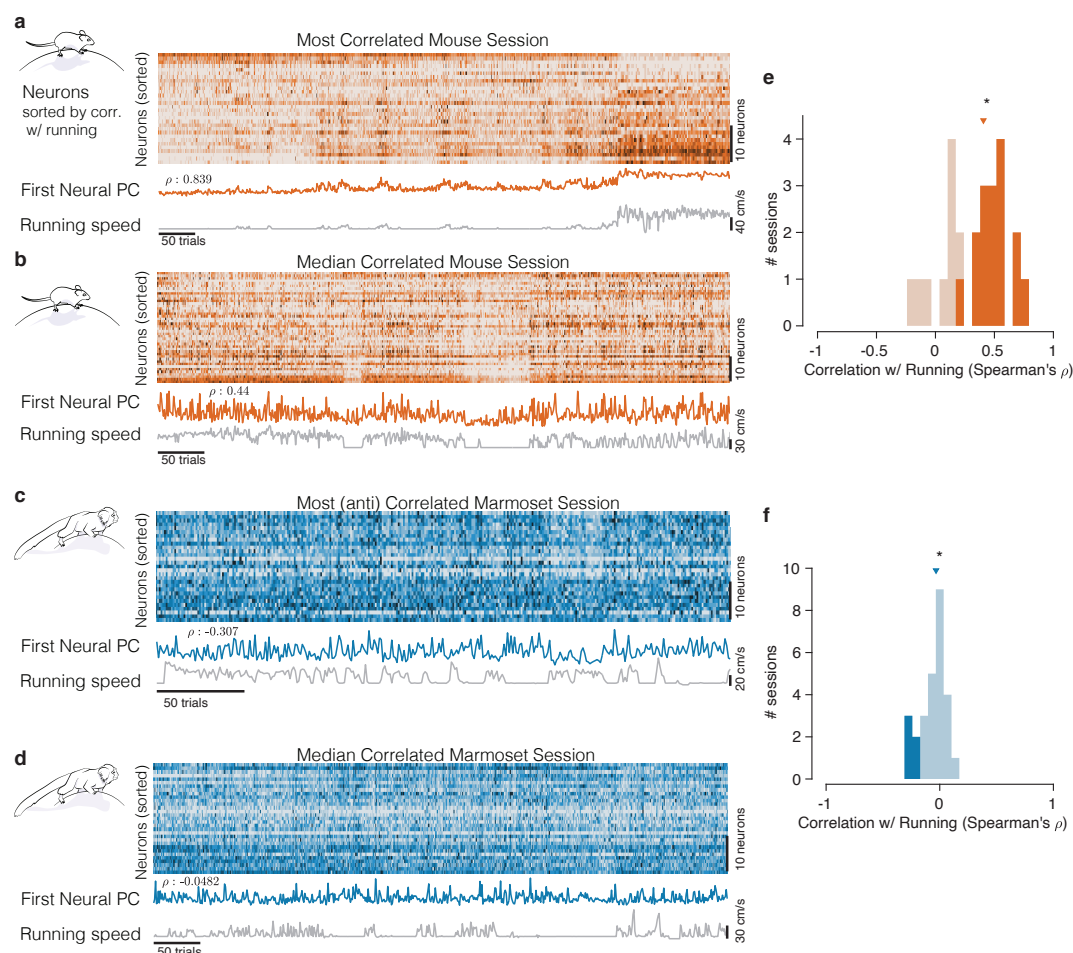 a
Most Correlated Mouse Session
Neurons
sorted by corr.
w/ running
Neurons (sorted)
10 neurons
ρ : 0.839
First Neural PC
Running speed
40 cm/s
50 trials
b
Median Correlated Mouse Session
Neurons (sorted)
10 neurons
ρ : 0.44
First Neural PC
Running speed
30 cm/s
50 trials
c
Most (anti) Correlated Marmoset Session
Neurons (sorted)
10 neurons
ρ : -0.307
First Neural PC
Running speed
20 cm/s
50 trials
d
Median Correlated Marmoset Session
Neurons (sorted)
10 neurons
ρ : -0.0482
First Neural PC
Running speed
30 cm/s
50 trials
e
*
# sessions
4
3
2
1
0
-1 -0.5 0 0.5 1
Correlation w/ Running (Spearman's ρ)
f
*
# sessions
10
8
6
4
2
0
-1 0 1
Correlation w/ Running (Spearman's ρ)